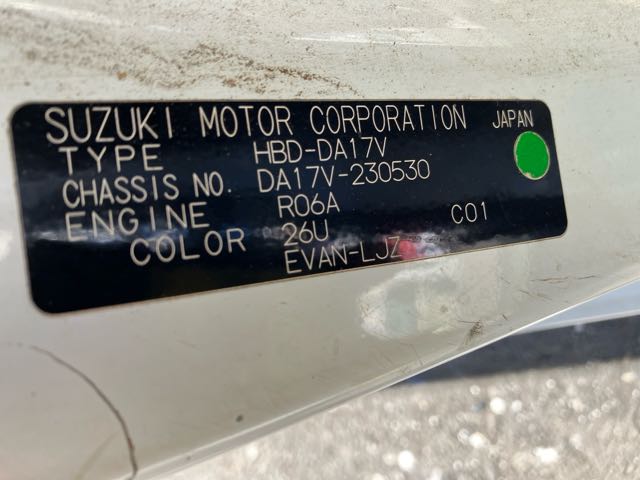 SUZUKI MOTOR CORPORATION JAPAN
TYPE HBD-DA17V
CHASSIS NO. DA17V-230530
ENGINE R06A C01
COLOR 26U
EVAN-LJZ